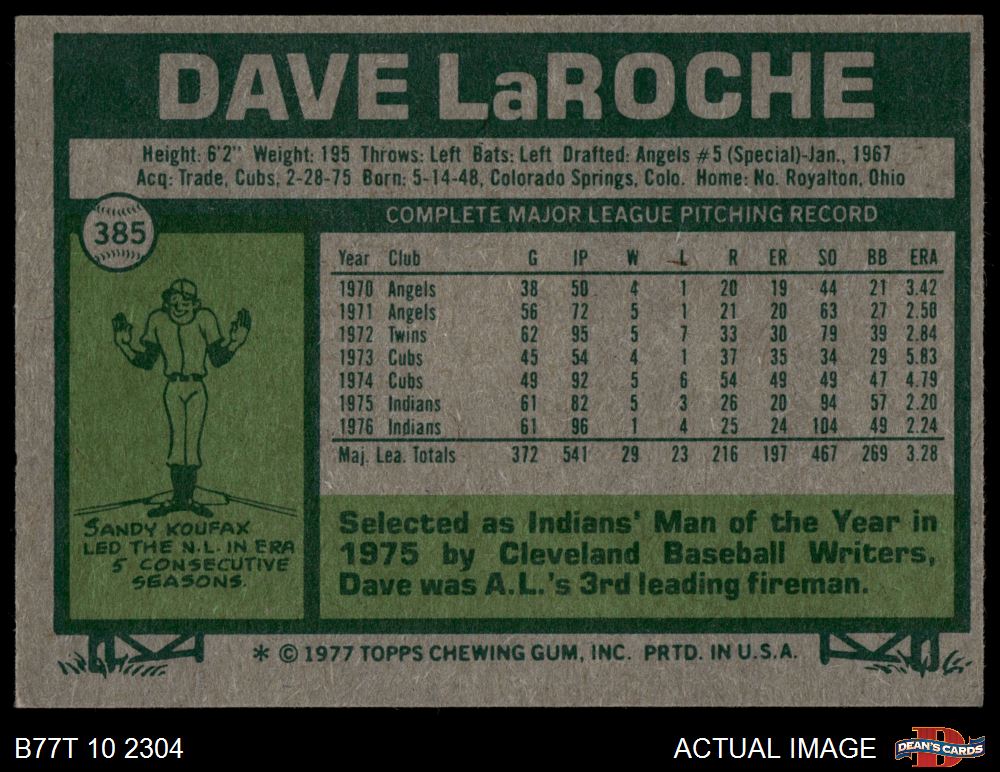 DAVE LaROCHE
Height: 6'2" Weight: 195 Throws: Left Bats: Left Drafted: Angels #5 (Special)-Jan., 1967
Acq: Trade, Cubs, 2-28-75 Born: 5-14-48, Colorado Springs, Colo. Home: No. Royalton, Ohio
385
COMPLETE MAJOR LEAGUE PITCHING RECORD
Year Club G IP W L R ER SO BB ERA
1970 Angels 38 50 4 1 20 19 44 21 3.42
1971 Angels 56 72 5 1 21 20 63 27 2.50
1972 Twins 62 95 5 7 33 30 79 39 2.84
1973 Cubs 45 54 4 1 37 35 34 29 5.83
1974 Cubs 49 92 5 6 54 49 49 47 4.79
1975 Indians 61 82 5 3 26 20 94 57 2.20
1976 Indians 61 96 1 4 25 24 104 49 2.24
Maj. Lea. Totals 372 541 29 23 216 197 467 269 3.28
SANDY KOUFAX
LED THE N.L. IN ERA
5 CONSECUTIVE
SEASONS.
Selected as Indians' Man of the Year in
1975 by Cleveland Baseball Writers,
Dave was A.L.'s 3rd leading fireman.
* © 1977 TOPPS CHEWING GUM, INC. PRTD. IN U.S.A.
B77T 10 2304
ACTUAL IMAGE
D
DEAN'S CARDS